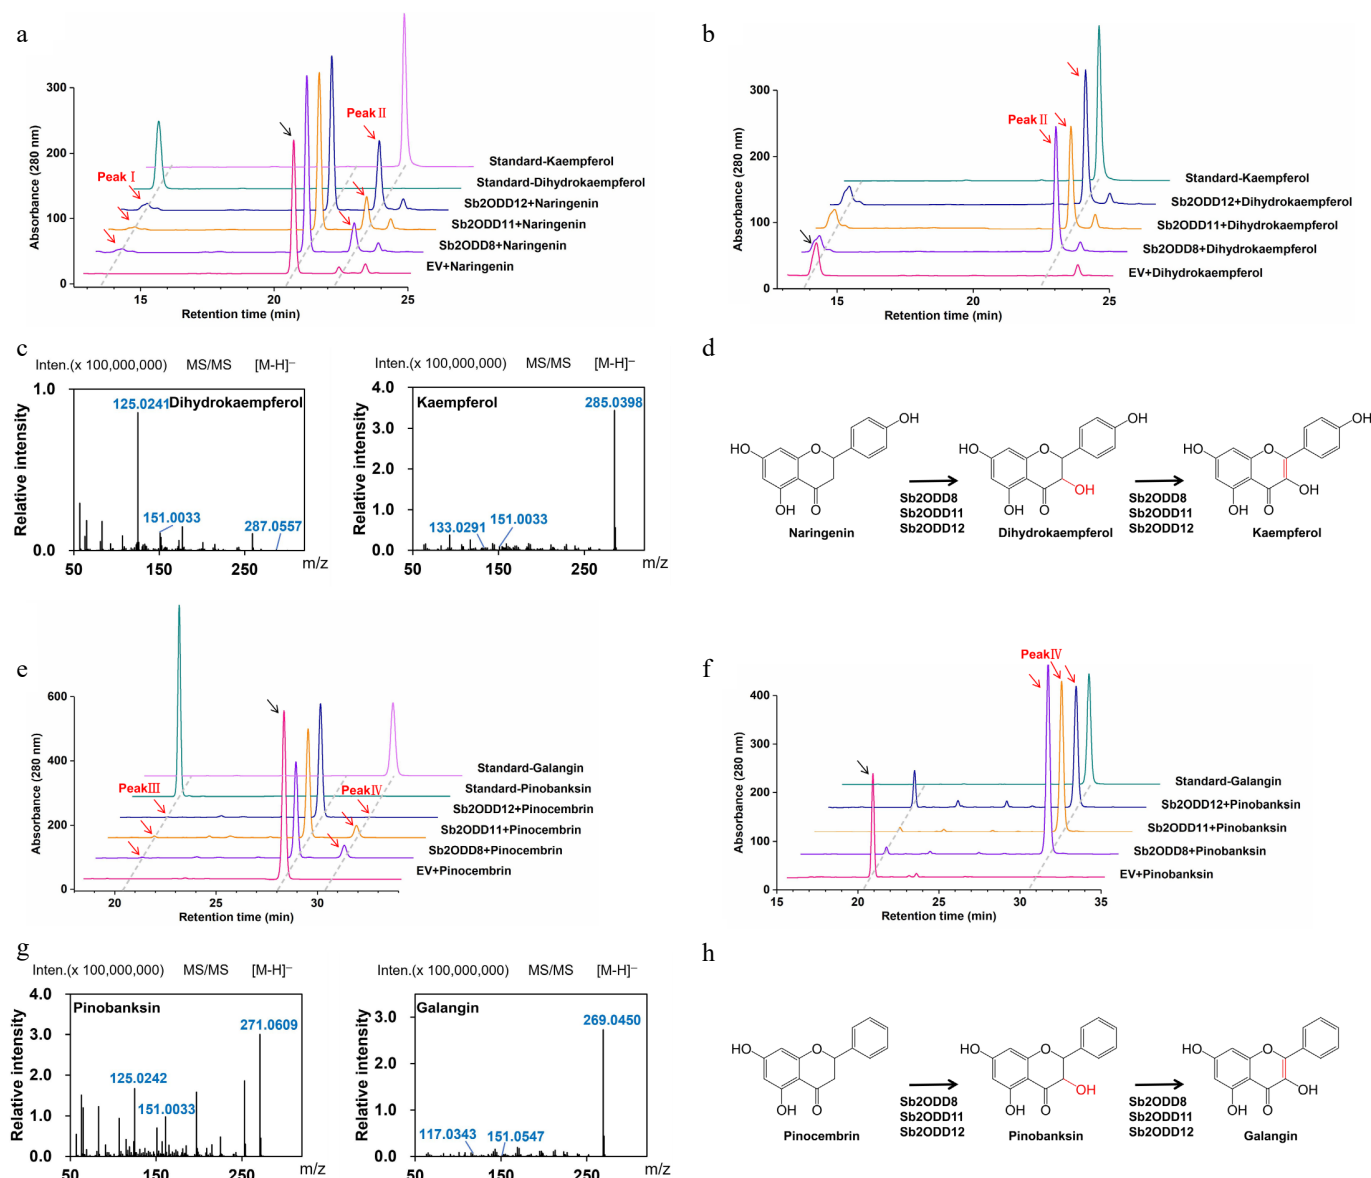 a
Absorbance (280 nm)
300
200
100
0
15
20
25
Retention time (min)
Peak I
Peak II
Standard-Kaempferol
Standard-Dihydrokaempferol
Sb2ODD12+Naringenin
Sb2ODD11+Naringenin
Sb2ODD8+Naringenin
EV+Naringenin
b
Absorbance (280 nm)
300
200
100
0
15
20
25
Retention time (min)
Peak II
Standard-Kaempferol
Sb2ODD12+Dihydrokaempferol
Sb2ODD11+Dihydrokaempferol
Sb2ODD8+Dihydrokaempferol
EV+Dihydrokaempferol
c
Inten.(x 100,000,000) MS/MS [M-H]−
Relative intensity
1.0
0.0
50
150
250
m/z
Dihydrokaempferol
125.0241
151.0033
287.0557
Inten.(x 100,000,000) MS/MS [M-H]−
Relative intensity
4.0
3.0
2.0
1.0
0.0
50
150
250
m/z
Kaempferol
285.0398
133.0291
151.0033
d
HO
O
OH
OH
O
Naringenin
Sb2ODD8
Sb2ODD11
Sb2ODD12
HO
O
OH
OH
OH
O
Dihydrokaempferol
Sb2ODD8
Sb2ODD11
Sb2ODD12
HO
O
OH
OH
OH
O
Kaempferol
e
Absorbance (280 nm)
600
400
200
0
20
25
30
Retention time (min)
PeakIII
PeakIV
Standard-Galangin
Standard-Pinobanksin
Sb2ODD12+Pinocembrin
Sb2ODD11+Pinocembrin
Sb2ODD8+Pinocembrin
EV+Pinocembrin
f
Absorbance (280 nm)
400
300
200
100
0
15
20
25
30
35
Retention time (min)
PeakIV
Standard-Galangin
Sb2ODD12+Pinobanksin
Sb2ODD11+Pinobanksin
Sb2ODD8+Pinobanksin
EV+Pinobanksin
g
Inten.(x 100,000,000) MS/MS [M-H]−
Relative intensity
4.0
3.0
2.0
1.0
0.0
50
150
250
m/z
Pinobanksin
271.0609
125.0242
151.0033
Inten.(x 100,000,000) MS/MS [M-H]−
Relative intensity
3.0
2.0
1.0
0.0
50
150
250
m/z
Galangin
269.0450
117.0343
151.0547
h
HO
O
OH
O
Pinocembrin
Sb2ODD8
Sb2ODD11
Sb2ODD12
HO
O
OH
OH
O
Pinobanksin
Sb2ODD8
Sb2ODD11
Sb2ODD12
HO
O
OH
OH
O
Galangin